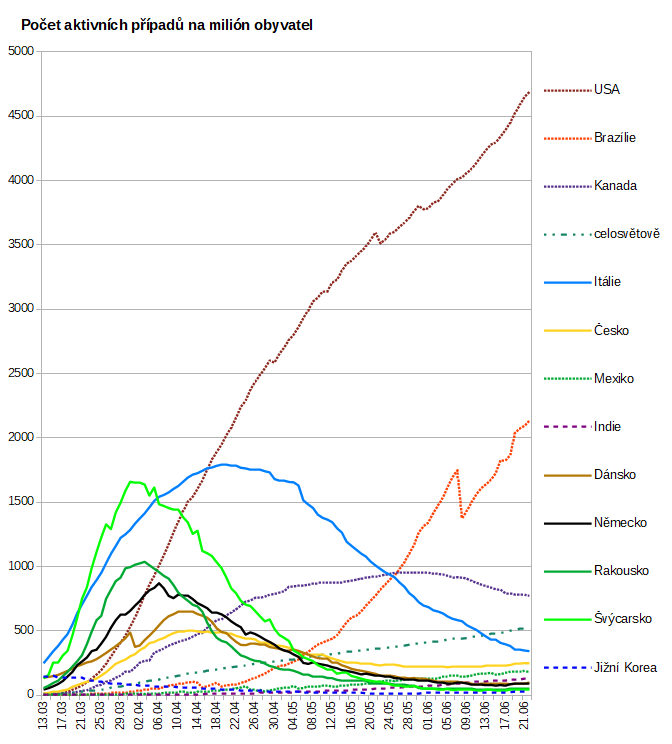 Počet aktivních případů na milión obyvatel
5000
4500
4000
3500
3000
2500
2000
1500
1000
500
0
13.03
17.03
21.03
25.03
29.03
02.04
06.04
10.04
14.04
18.04
22.04
26.04
30.04
04.05
08.05
12.05
16.05
20.05
24.05
28.05
01.06
05.06
09.06
13.06
17.06
21.06
USA
Brazílie
Kanada
celosvětově
Itálie
Česko
Mexiko
Indie
Dánsko
Německo
Rakousko
Švýcarsko
Jižní Korea